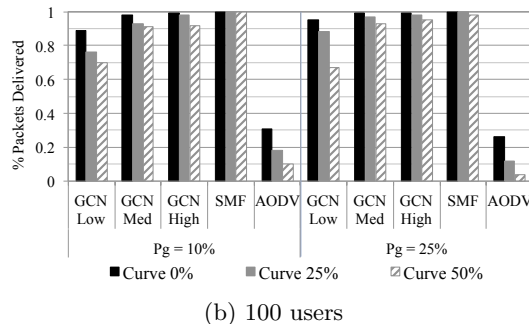 % Packets Delivered
1
0.8
0.6
0.4
0.2
0
GCN Low
GCN Med
GCN High
SMF
AODV
GCN Low
GCN Med
GCN High
SMF
AODV
Pg = 10%
Pg = 25%
Curve 0%
Curve 25%
Curve 50%
(b) 100 users